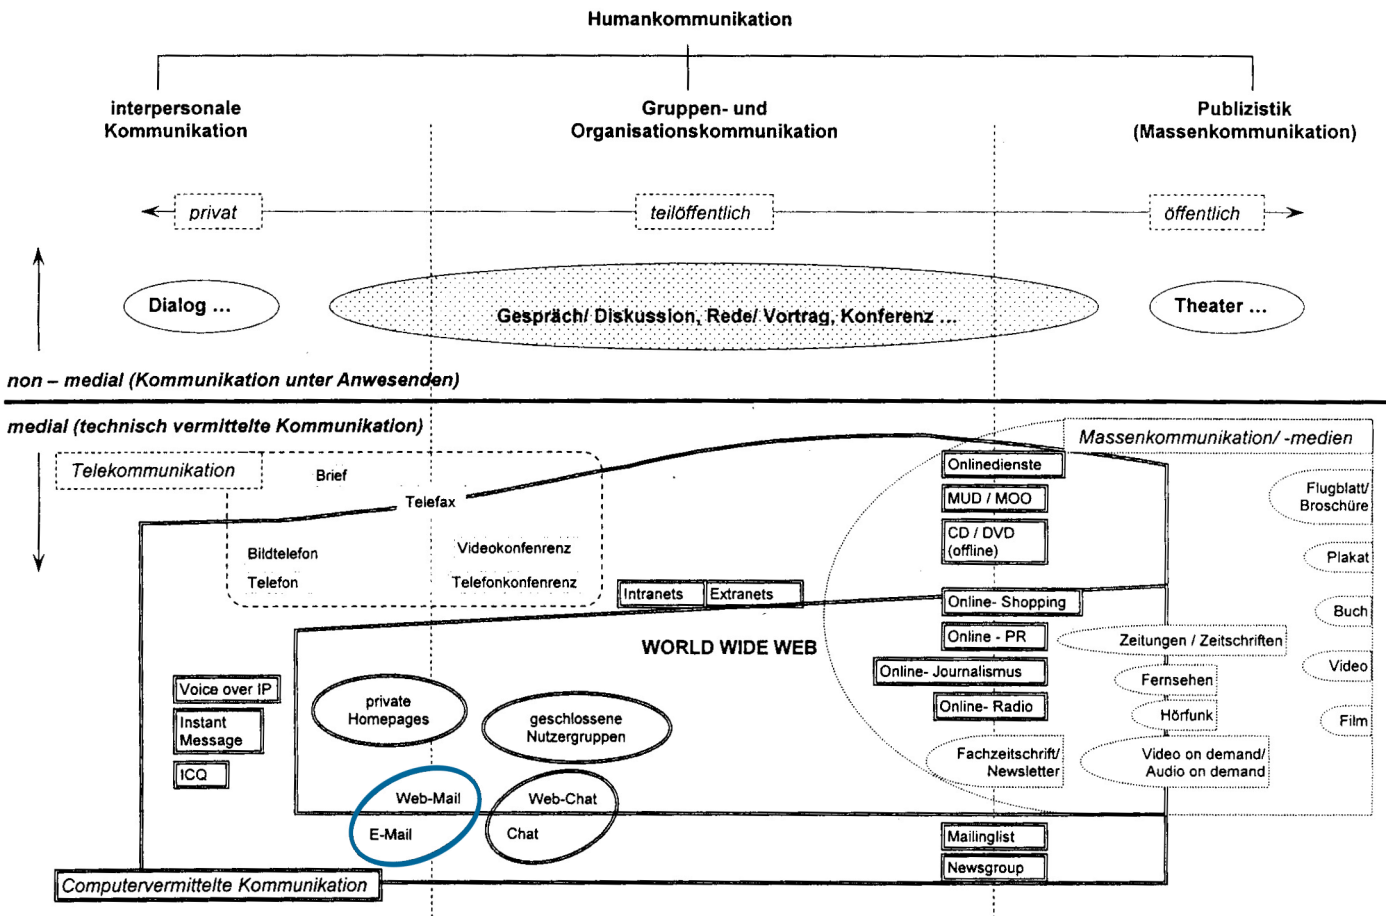 Humankommunikation
interpersonale
Kommunikation
Gruppen- und
Organisationskommunikation
Publizistik
(Massenkommunikation)
privat
teilöffentlich
öffentlich
Dialog ...
Gespräch/ Diskussion, Rede/ Vortrag, Konferenz ...
Theater ...
non – medial (Kommunikation unter Anwesenden)
medial (technisch vermittelte Kommunikation)
Telekommunikation
Brief
Telefax
Bildtelefon
Videokonfenrenz
Telefon
Telefonkonfenrenz
Massenkommunikation/ -medien
Onlinedienste
MUD / MOO
CD / DVD
(offline)
Flugblatt/
Broschüre
Plakat
Buch
Video
Film
Intranets
Extranets
Online- Shopping
Online - PR
Online- Journalismus
Online- Radio
Zeitungen / Zeitschriften
Fernsehen
Hörfunk
Fachzeitschrift/
Newsletter
Video on demand/
Audio on demand
WORLD WIDE WEB
Voice over IP
Instant
Message
ICQ
private
Homepages
geschlossene
Nutzergruppen
Web-Mail
E-Mail
Web-Chat
Chat
Mailinglist
Newsgroup
Computervermittelte Kommunikation